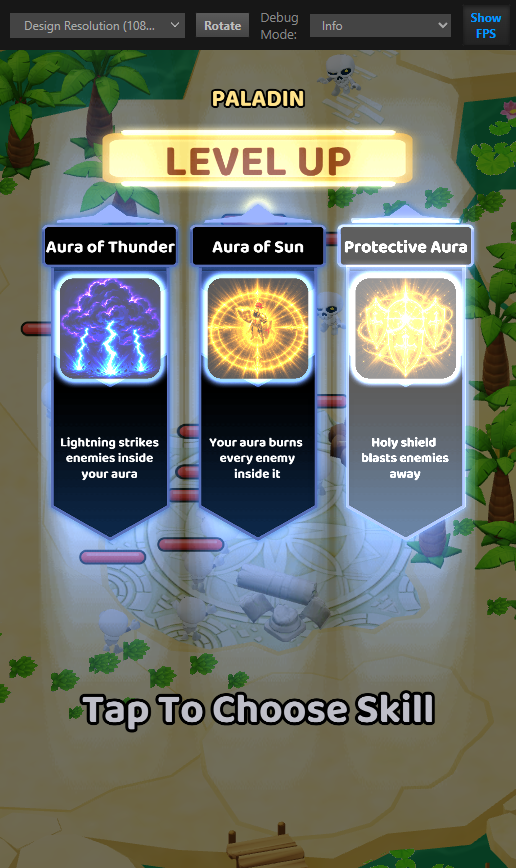 Design Resolution (108...
Rotate
Debug
Mode:
Info
Show
FPS
PALADIN
LEVEL UP
Aura of Thunder
Aura of Sun
Protective Aura
Lightning strikes
enemies inside
your aura
Your aura burns
every enemy
inside it
Holy shield
blasts enemies
away
Tap To Choose Skill